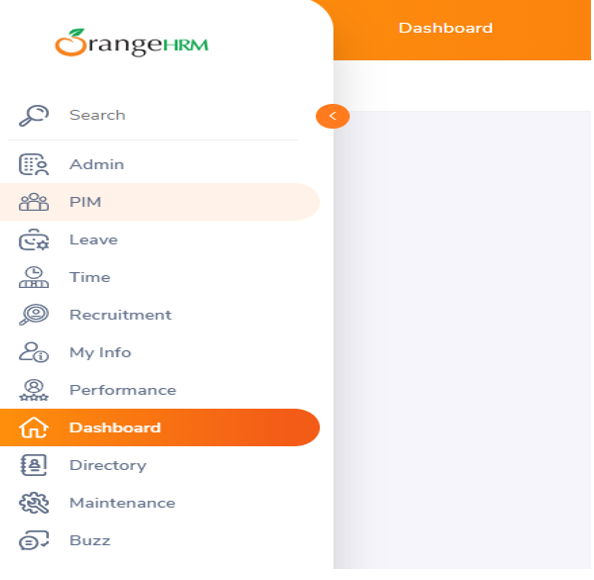 OrangeHRM
Dashboard
Search
Admin
PIM
Leave
Time
Recruitment
My Info
Performance
Dashboard
Directory
Maintenance
Buzz